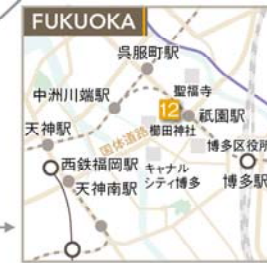 FUKUOKA
呉服町駅
中洲川端駅
聖福寺
12
祇園駅
天神駅
国体道路
櫛田神社
博多区役所
西鉄福岡駅
キャナル
シティ博多
博多駅
天神南駅